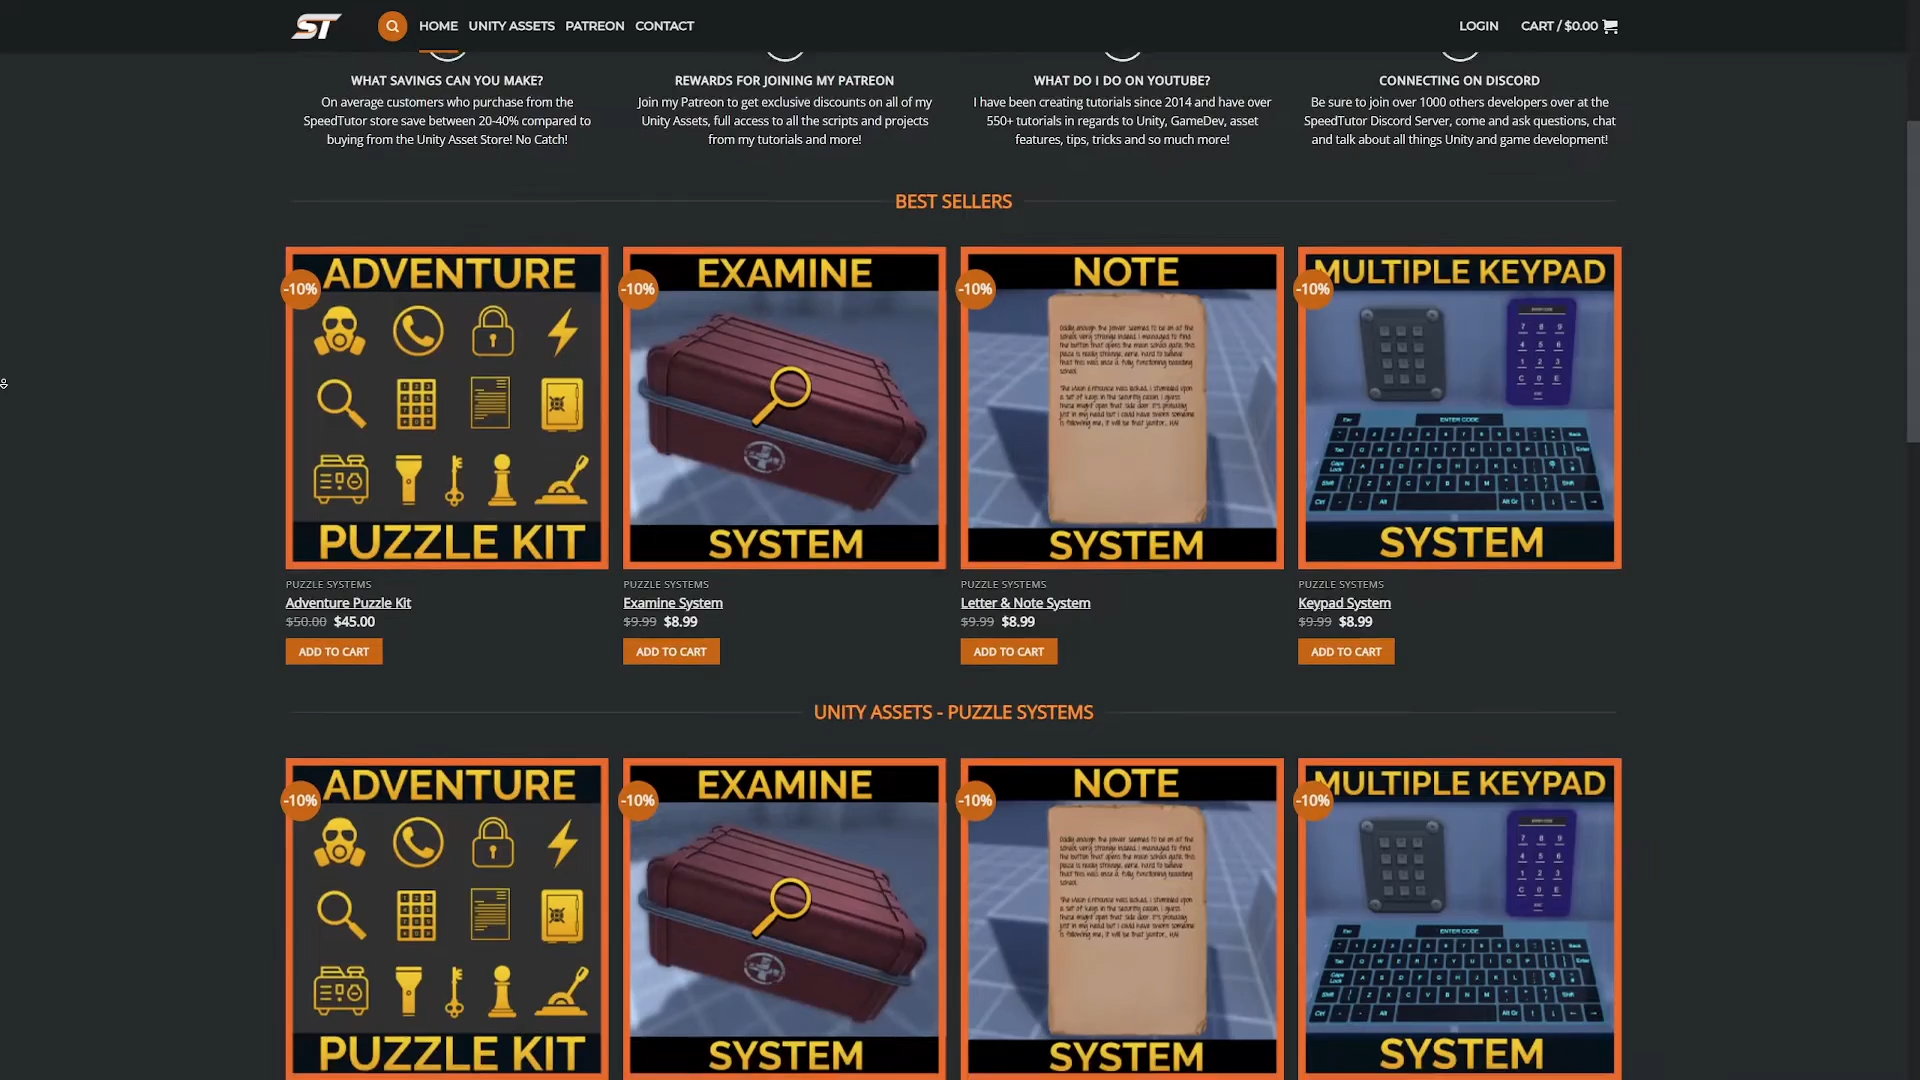 ST
HOME
UNITY ASSETS
PATREON
CONTACT
LOGIN
CART / $0.00
WHAT SAVINGS CAN YOU MAKE?
On average customers who purchase from the
SpeedTutor store save between 20-40% compared to
buying from the Unity Asset Store! No Catch!
REWARDS FOR JOINING MY PATREON
Join my Patreon to get exclusive discounts on all of my
Unity Assets, full access to all the scripts and projects
from my tutorials and more!
WHAT DO I DO ON YOUTUBE?
I have been creating tutorials since 2014 and have over
550+ tutorials in regards to Unity, GameDev, asset
features, tips, tricks and so much more!
CONNECTING ON DISCORD
Be sure to join over 1000 others developers over at the
SpeedTutor Discord Server, come and ask questions, chat
and talk about all things Unity and game development!
BEST SELLERS
-10%
ADVENTURE
PUZZLE KIT
PUZZLE SYSTEMS
Adventure Puzzle Kit
$50.00 $45.00
ADD TO CART
-10%
EXAMINE
SYSTEM
PUZZLE SYSTEMS
Examine System
$9.99 $8.99
ADD TO CART
-10%
NOTE
SYSTEM
PUZZLE SYSTEMS
Letter & Note System
$9.99 $8.99
ADD TO CART
-10%
MULTIPLE KEYPAD
ENTER CODE
SYSTEM
PUZZLE SYSTEMS
Keypad System
$9.99 $8.99
ADD TO CART
UNITY ASSETS - PUZZLE SYSTEMS
-10%
ADVENTURE
PUZZLE KIT
-10%
EXAMINE
SYSTEM
-10%
NOTE
SYSTEM
-10%
MULTIPLE KEYPAD
ENTER CODE
SYSTEM